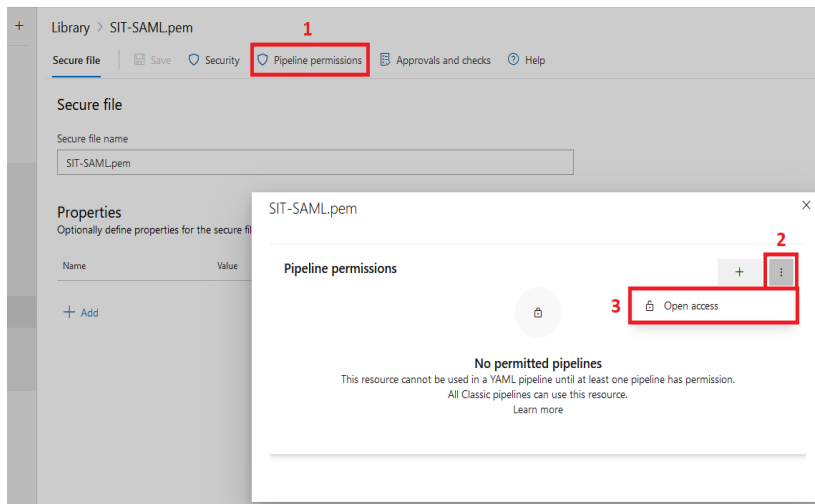 +
Library > SIT-SAML.pem
1
Secure file
Save
Security
Pipeline permissions
Approvals and checks
? Help
Secure file
Secure file name
SIT-SAML.pem
Properties
Optionally define properties for the secure fil
Name Value
+ Add
SIT-SAML.pem X
2
Pipeline permissions
+ ⋮
3 Open access
No permitted pipelines
This resource cannot be used in a YAML pipeline until at least one pipeline has permission.
All Classic pipelines can use this resource.
Learn more